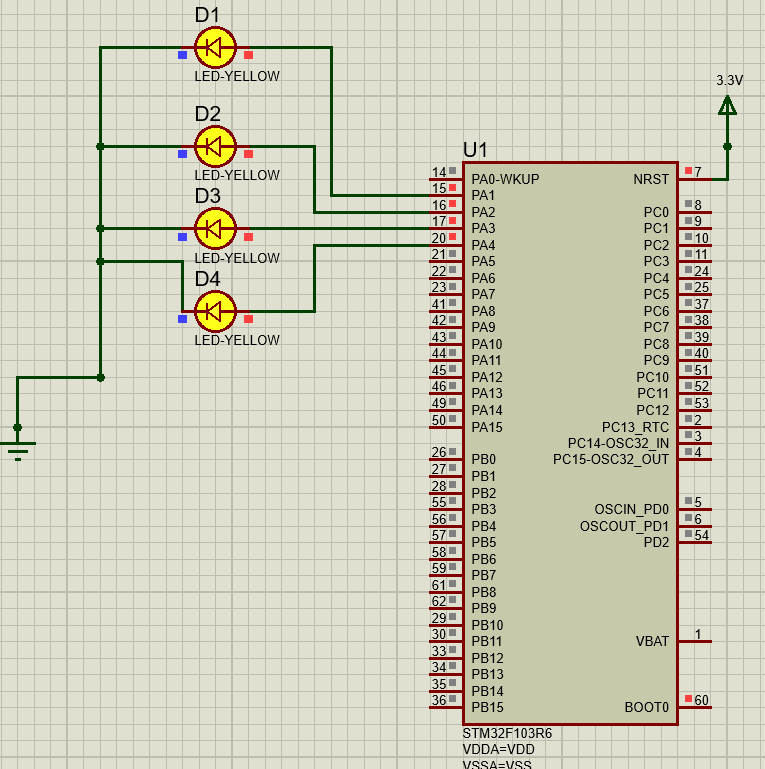 D1
LED-YELLOW
D2
LED-YELLOW
D3
LED-YELLOW
D4
LED-YELLOW
3.3V
U1
14 PA0-WKUP NRST 7
15 PA1
16 PA2 PC0 8
17 PA3 PC1 9
20 PA4 PC2 10
21 PA5 PC3 11
22 PA6 PC4 24
23 PA7 PC5 25
41 PA8 PC6 37
42 PA9 PC7 38
43 PA10 PC8 39
44 PA11 PC9 40
45 PA12 PC10 51
46 PA13 PC11 52
49 PA14 PC12 53
50 PA15 PC13_RTC 2
PC14-OSC32_IN 3
26 PB0 PC15-OSC32_OUT 4
27 PB1
28 PB2
55 PB3 OSCIN_PD0 5
56 PB4 OSCOUT_PD1 6
57 PB5 PD2 54
58 PB6
59 PB7
61 PB8
62 PB9
29 PB10
30 PB11 VBAT 1
33 PB12
34 PB13
35 PB14
36 PB15 BOOT0 60
STM32F103R6
VDDA=VDD
VSSA=VSS